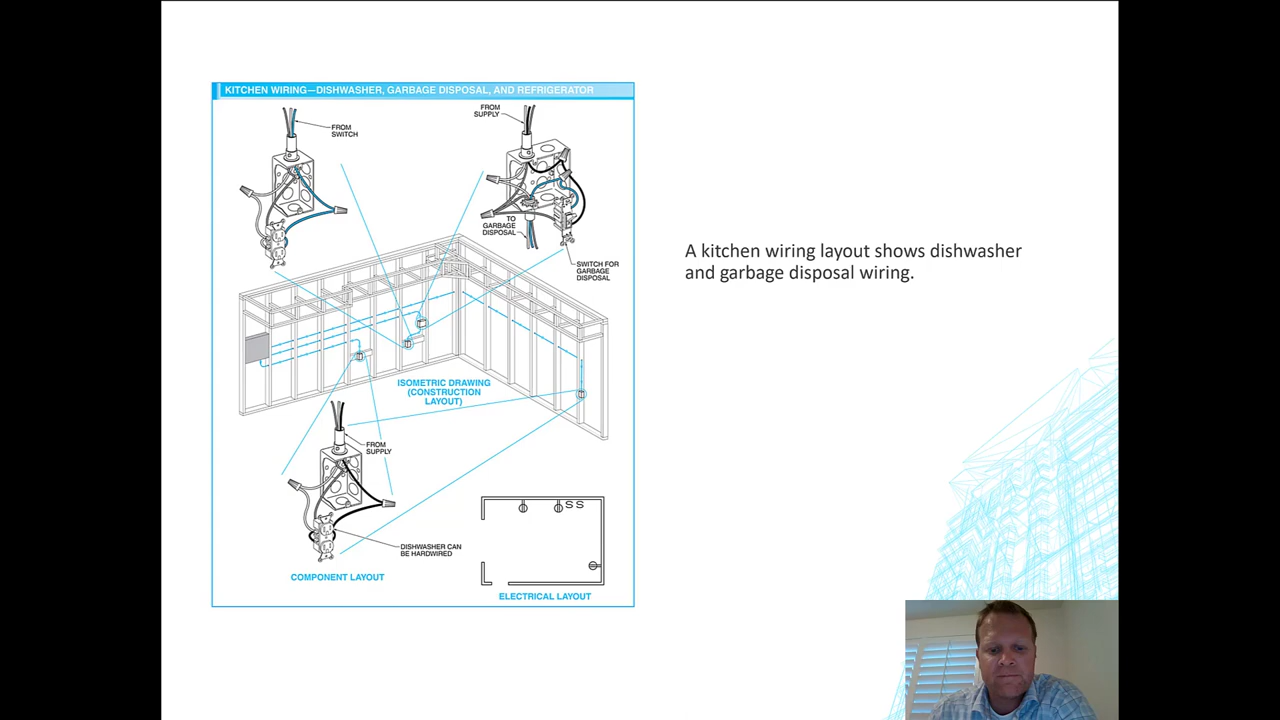 KITCHEN WIRING—DISHWASHER, GARBAGE DISPOSAL, AND REFRIGERATOR
FROM
SWITCH
FROM
SUPPLY
TO
GARBAGE
DISPOSAL
SWITCH FOR
GARBAGE
DISPOSAL
A kitchen wiring layout shows dishwasher
and garbage disposal wiring.
ISOMETRIC DRAWING
(CONSTRUCTION
LAYOUT)
FROM
SUPPLY
DISHWASHER CAN
BE HARDWIRED
COMPONENT LAYOUT
S S
ELECTRICAL LAYOUT